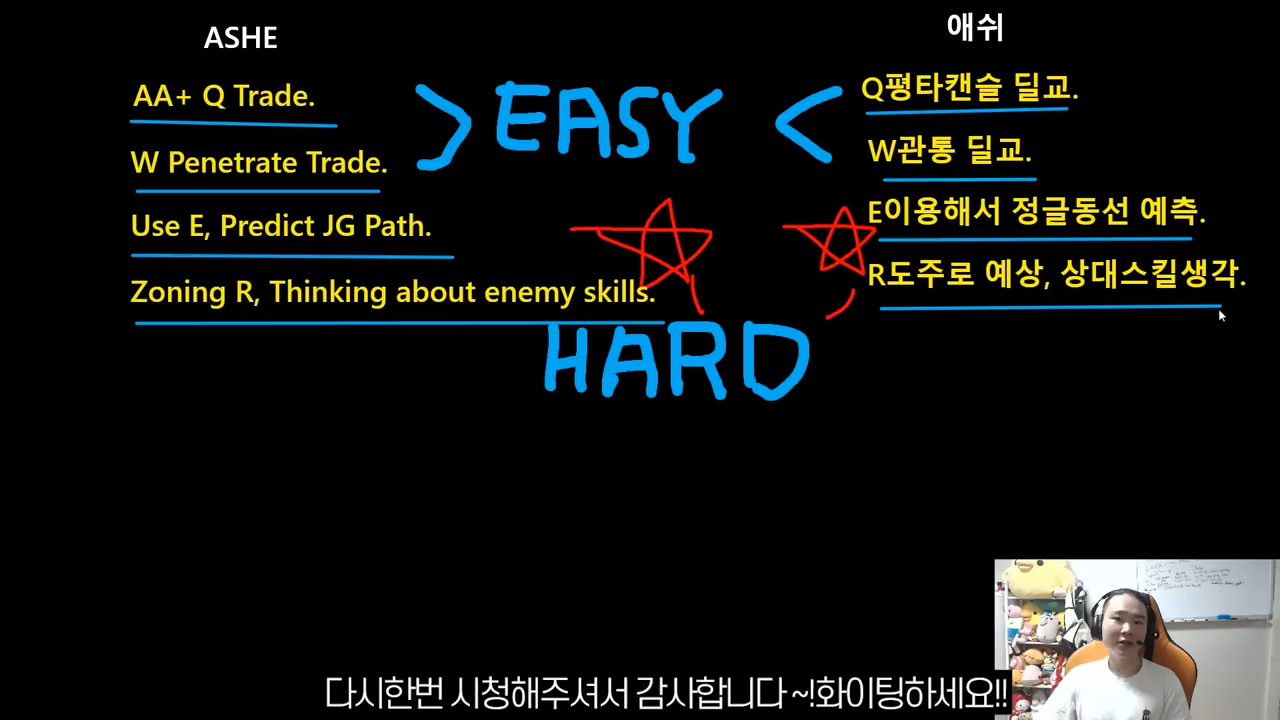 ASHE
AA+ Q Trade.
W Penetrate Trade.
Use E, Predict JG Path.
Zoning R, Thinking about enemy skills.
> EASY <
HARD
애쉬
Q평타캔슬 딜교.
W관통 딜교.
E이용해서 정글동선 예측.
R도주로 예상, 상대스킬생각.
다시한번 시청해주셔서 감사합니다~!화이팅하세요!!